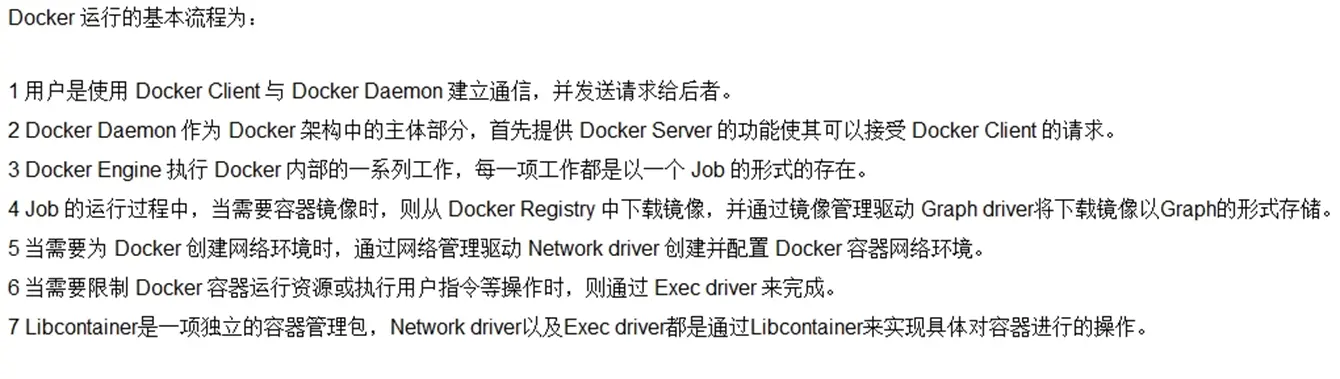 Docker 运行的基本流程为：
1 用户是使用 Docker Client 与 Docker Daemon 建立通信，并发送请求给后者。
2 Docker Daemon 作为 Docker 架构中的主体部分，首先提供 Docker Server 的功能使其可以接受 Docker Client 的请求。
3 Docker Engine 执行 Docker 内部的一系列工作，每一项工作都是以一个 Job 的形式的存在。
4 Job 的运行过程中，当需要容器镜像时，则从 Docker Registry 中下载镜像，并通过镜像管理驱动 Graph driver将下载镜像以Graph的形式存储。
5 当需要为 Docker 创建网络环境时，通过网络管理驱动 Network driver 创建并配置 Docker 容器网络环境。
6 当需要限制 Docker 容器运行资源或执行用户指令等操作时，则通过 Exec driver 来完成。
7 Libcontainer是一项独立的容器管理包，Network driver以及Exec driver都是通过Libcontainer来实现具体对容器进行的操作。